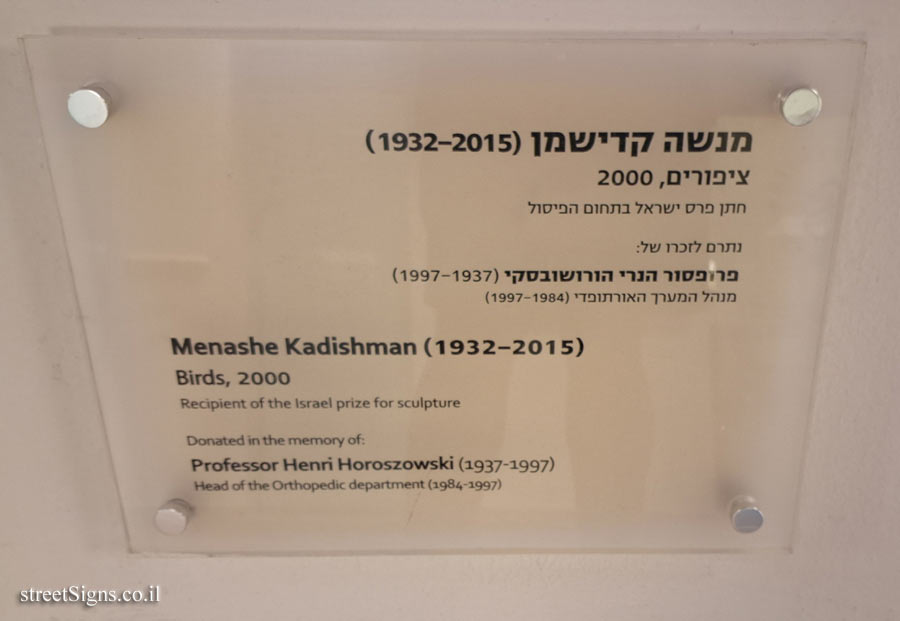 מנשה קדישמן (1932–2015)
ציפורים, 2000
חתן פרס ישראל בתחום הפיסול
נתרם לזכרו של:
פרופסור הנרי הורושובסקי (1997-1937)
מנהל המערך האורתופדי (1997-1984)
Menashe Kadishman (1932–2015)
Birds, 2000
Recipient of the Israel prize for sculpture
Donated in the memory of:
Professor Henri Horoszowski (1937-1997)
Head of the Orthopedic department (1984-1997)
streetSigns.co.il